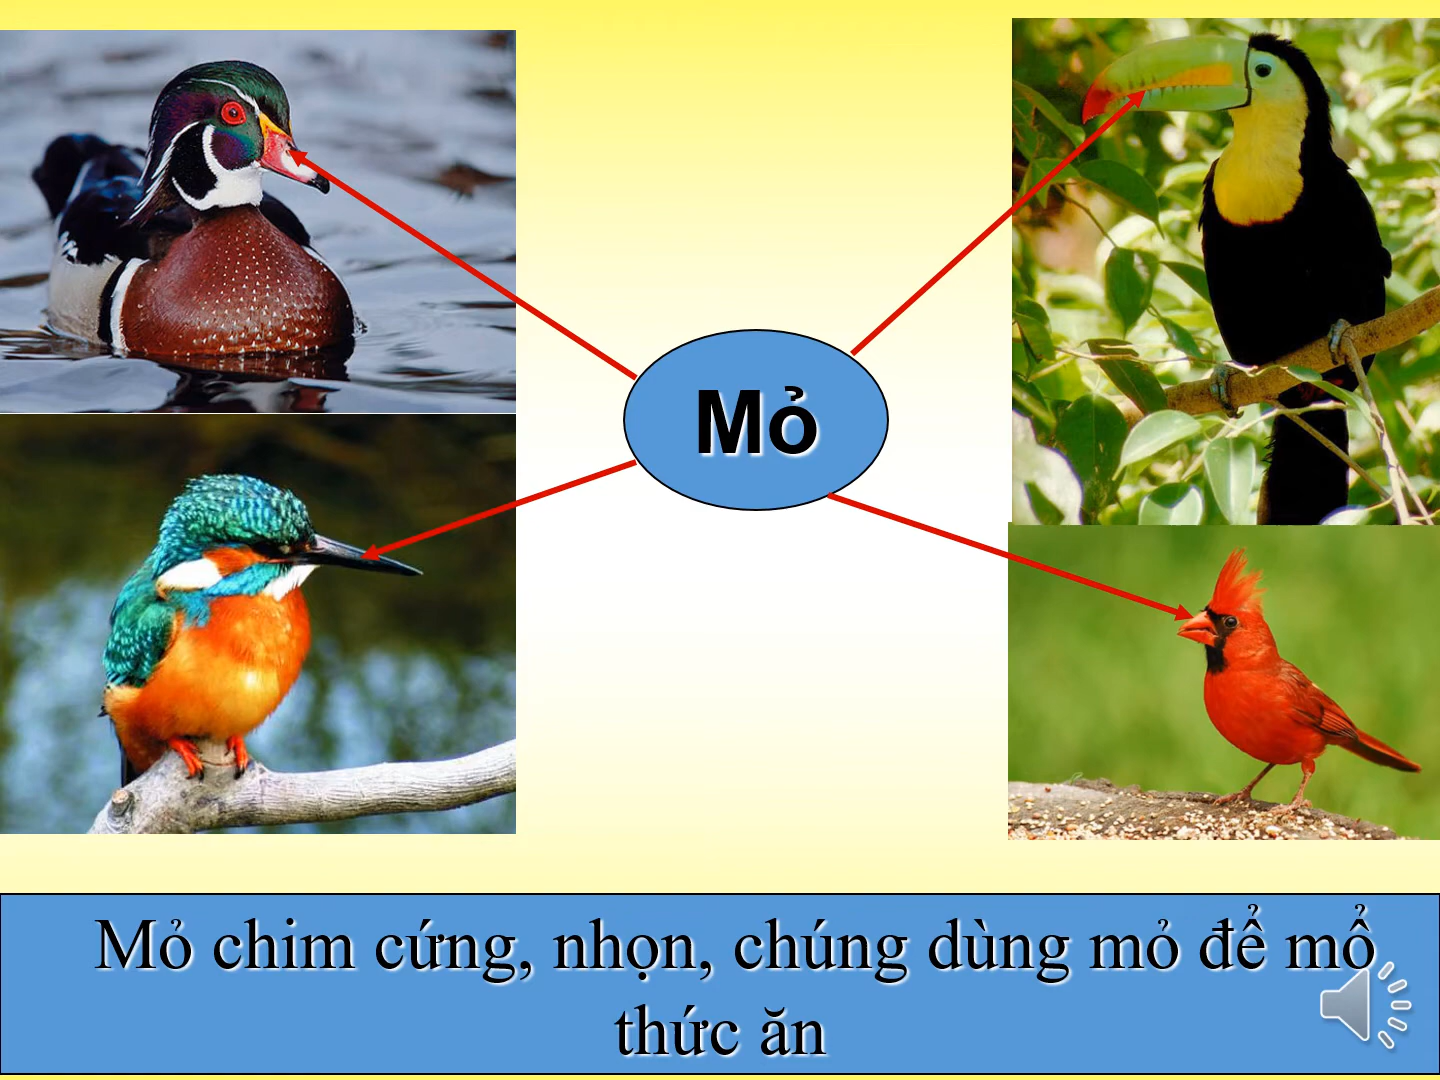 Mỏ
Mỏ chim cứng, nhọn, chúng dùng mỏ để mổ
thức ăn